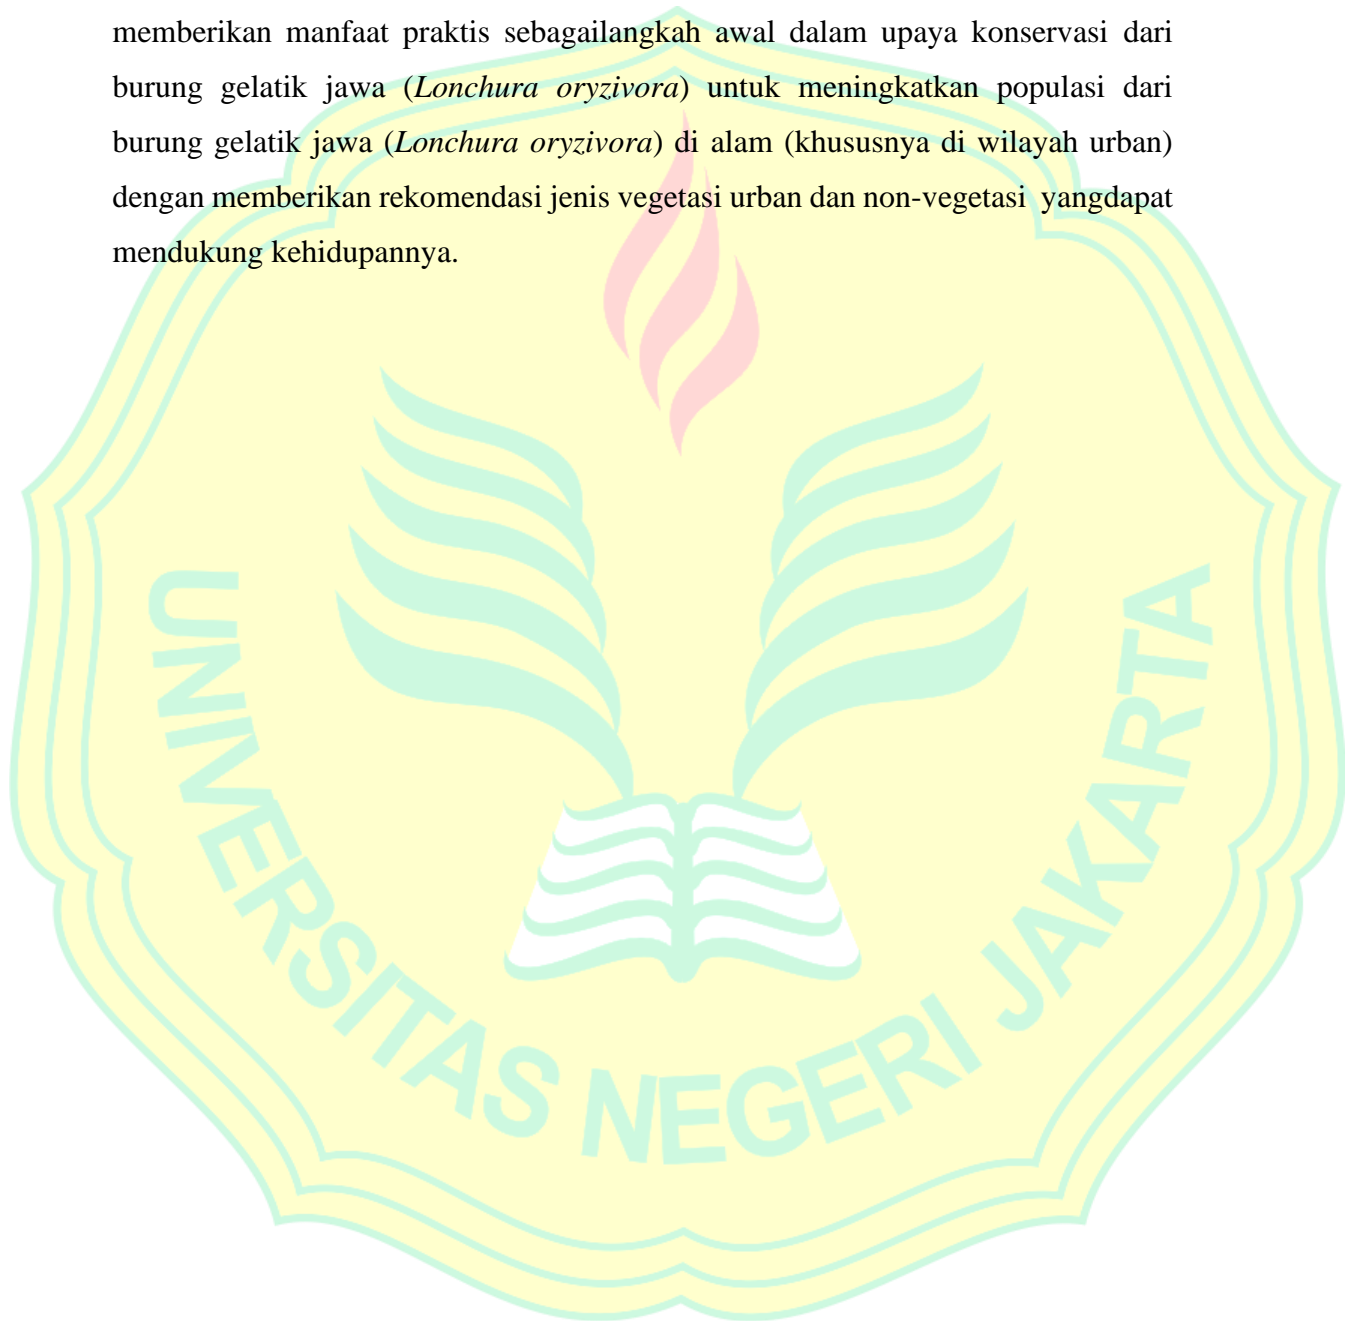 memberikan manfaat praktis sebagailangkah awal dalam upaya konservasi dari
burung gelatik jawa (Lonchura oryzivora) untuk meningkatkan populasi dari
burung gelatik jawa (Lonchura oryzivora) di alam (khususnya di wilayah urban)
dengan memberikan rekomendasi jenis vegetasi urban dan non-vegetasi yangdapat
mendukung kehidupannya.
UNIVERSITAS NEGERI JAKARTA